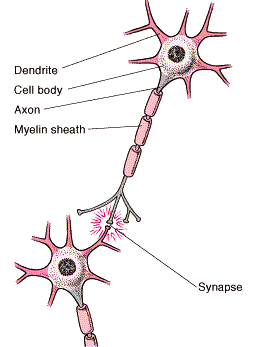 Dendrite
Cell body
Axon
Myelin sheath
Synapse